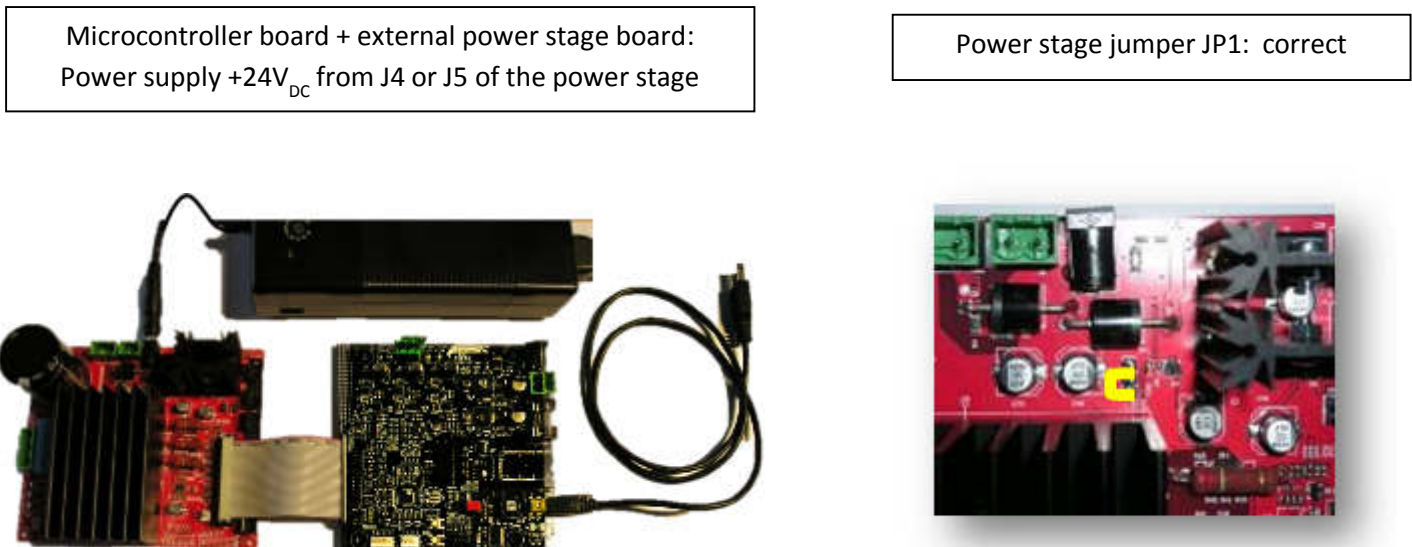 Microcontroller board + external power stage board:
Power supply +24VDC from J4 or J5 of the power stage
Power stage jumper JP1: correct